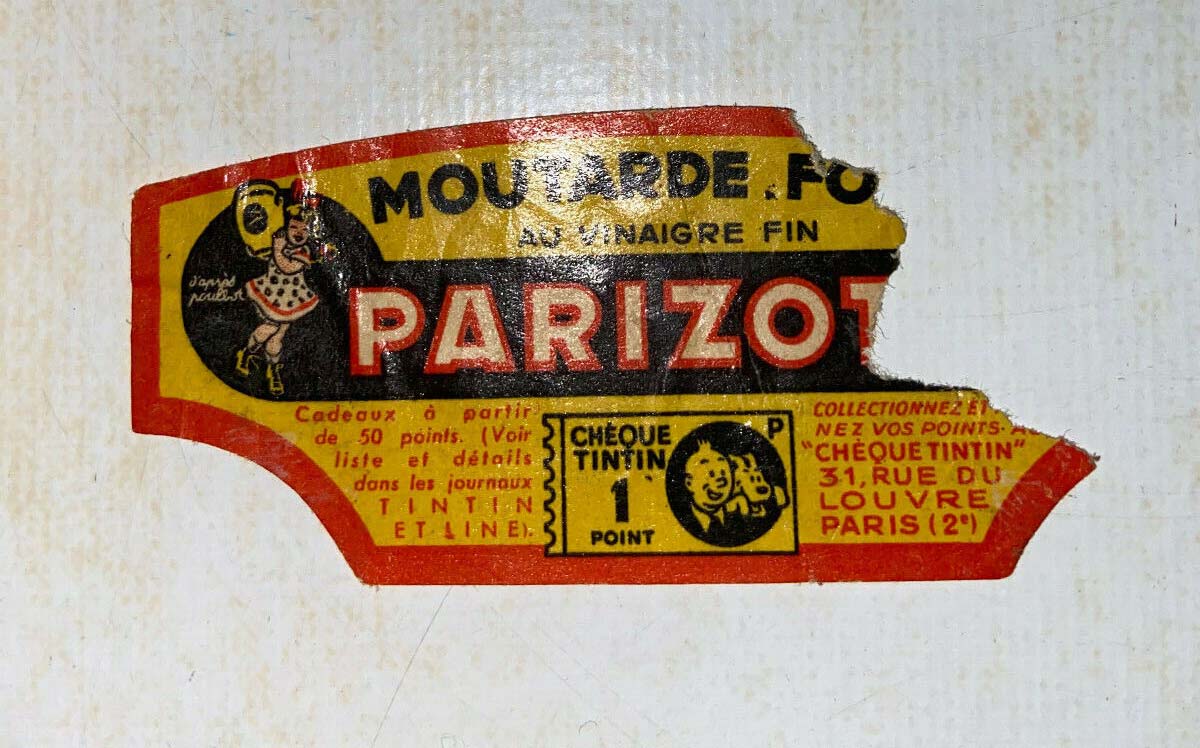 MOUTARDE.FO
AU VINAIGRE FIN
d'après
poulbot
PARIZOT
Cadeaux à partir
de 50 points. (Voir
liste et détails
dans les journaux
TINTIN
ET LINE).
CHÈQUE
TINTIN
1
POINT
P
COLLECTIONNEZ ET
NEZ VOS POINTS. A
"CHÈQUE TINTIN"
31, RUE DU
LOUVRE
PARIS (2e)